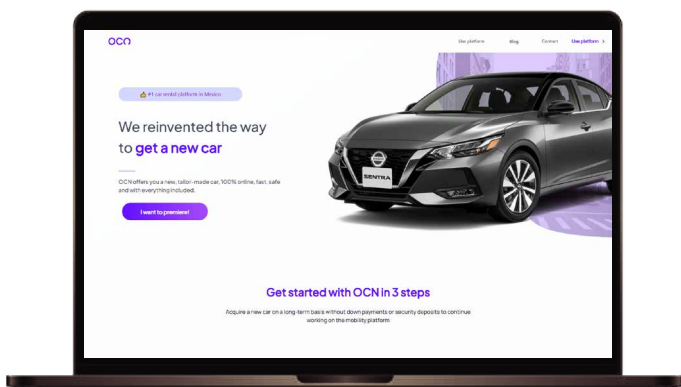 OCN
Use platform Blog Contact Use platform >
#1 car rental platform in Mexico
We reinvented the way
to get a new car
OCN offers you a new, tailor-made car, 100% online, fast, safe
and with everything included.
I want to premiere!
SENTRA
Get started with OCN in 3 steps
Acquire a new car on a long-term basis without down payments or security deposits to continue
working on the mobility platform